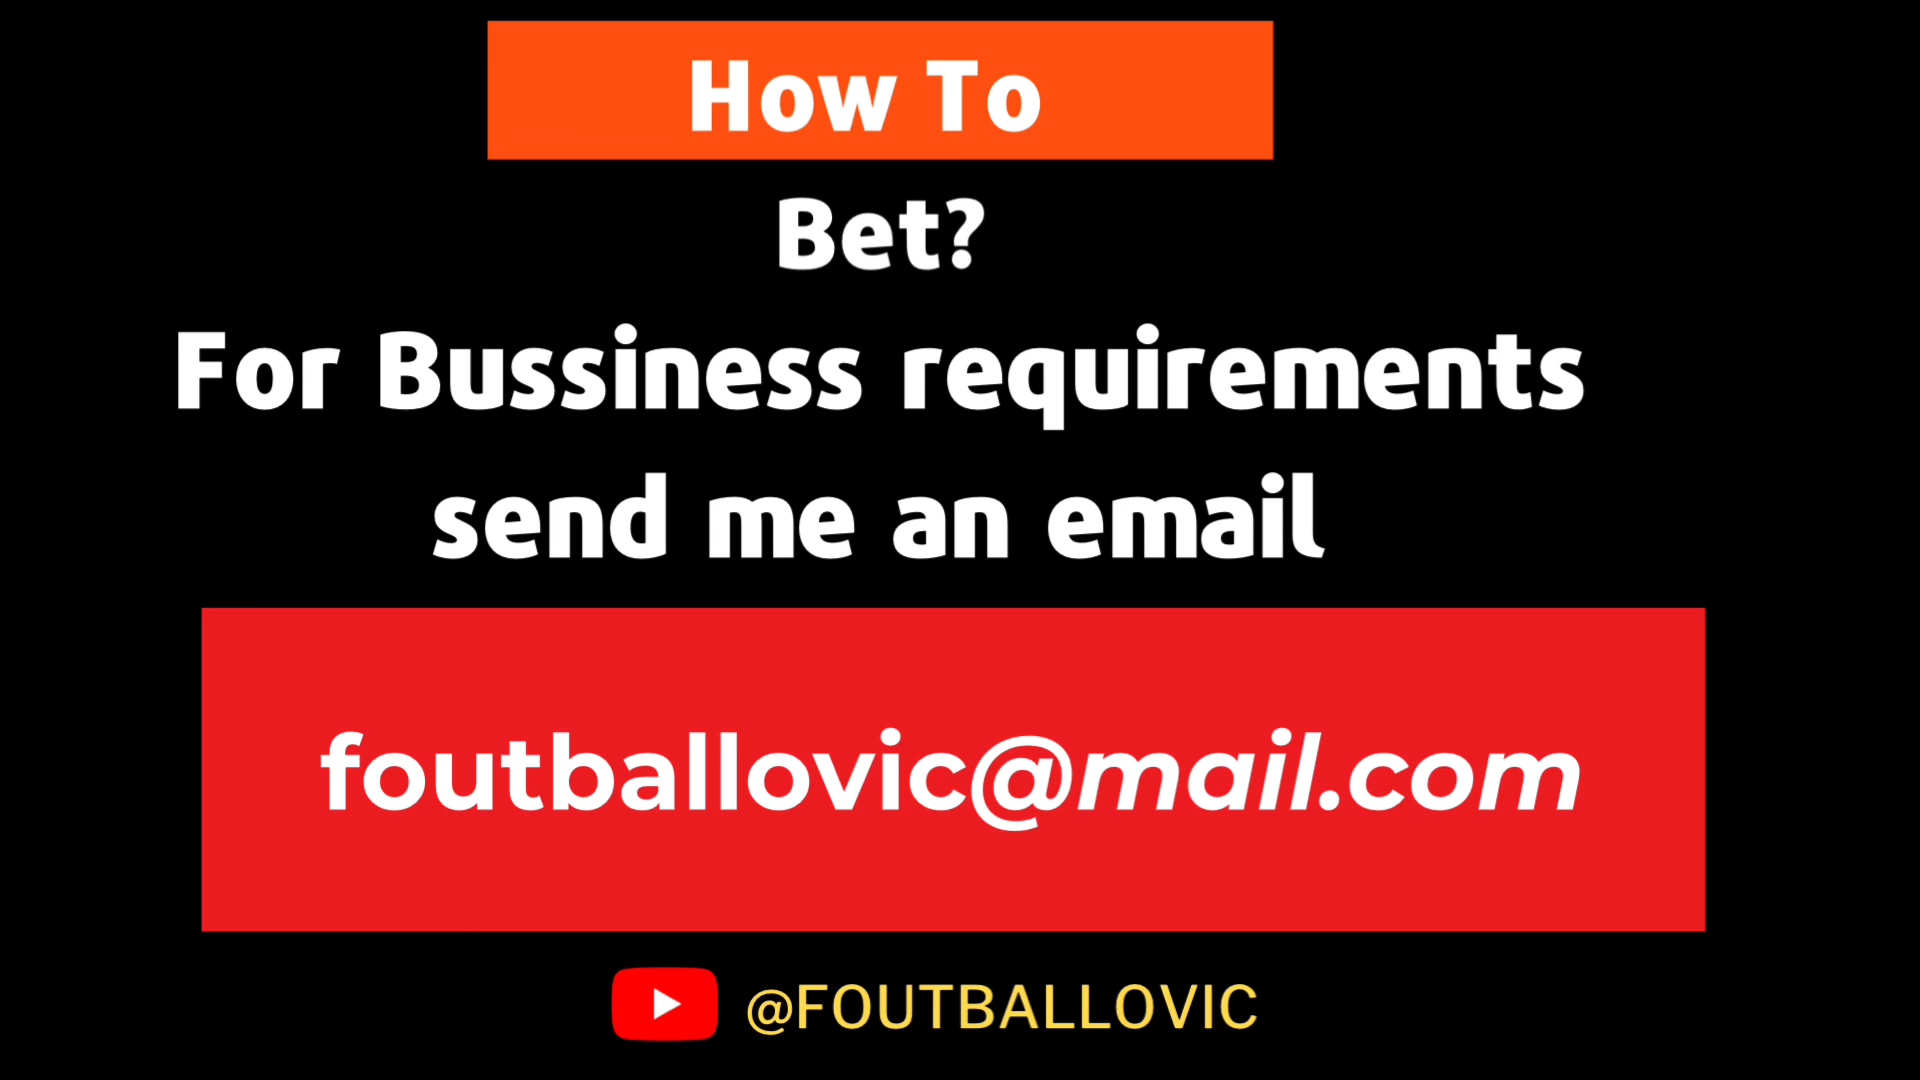 How To
Bet?
For Bussiness requirements
send me an email
foutballovic@mail.com
@FOUTBALLOVIC